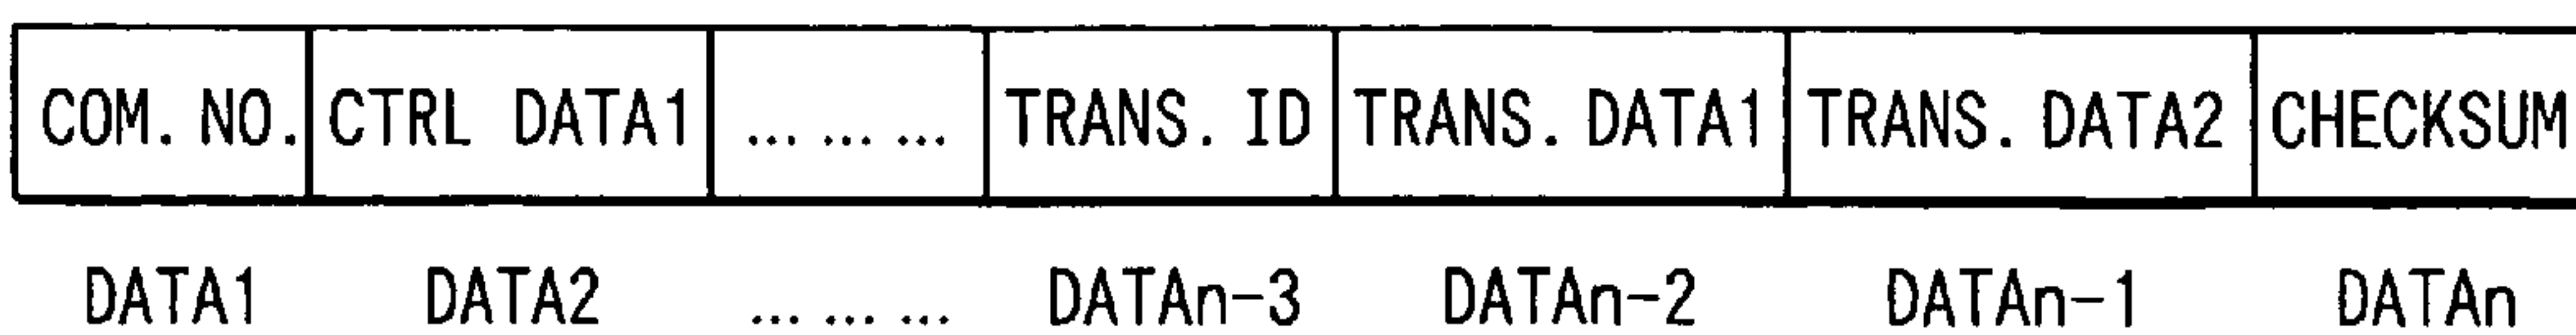 COM. NO. CTRL DATA1 ... ... ... TRANS. ID TRANS. DATA1 TRANS. DATA2 CHECKSUM
DATA1 DATA2 ... ... ... DATAn-3 DATAn-2 DATAn-1 DATAn